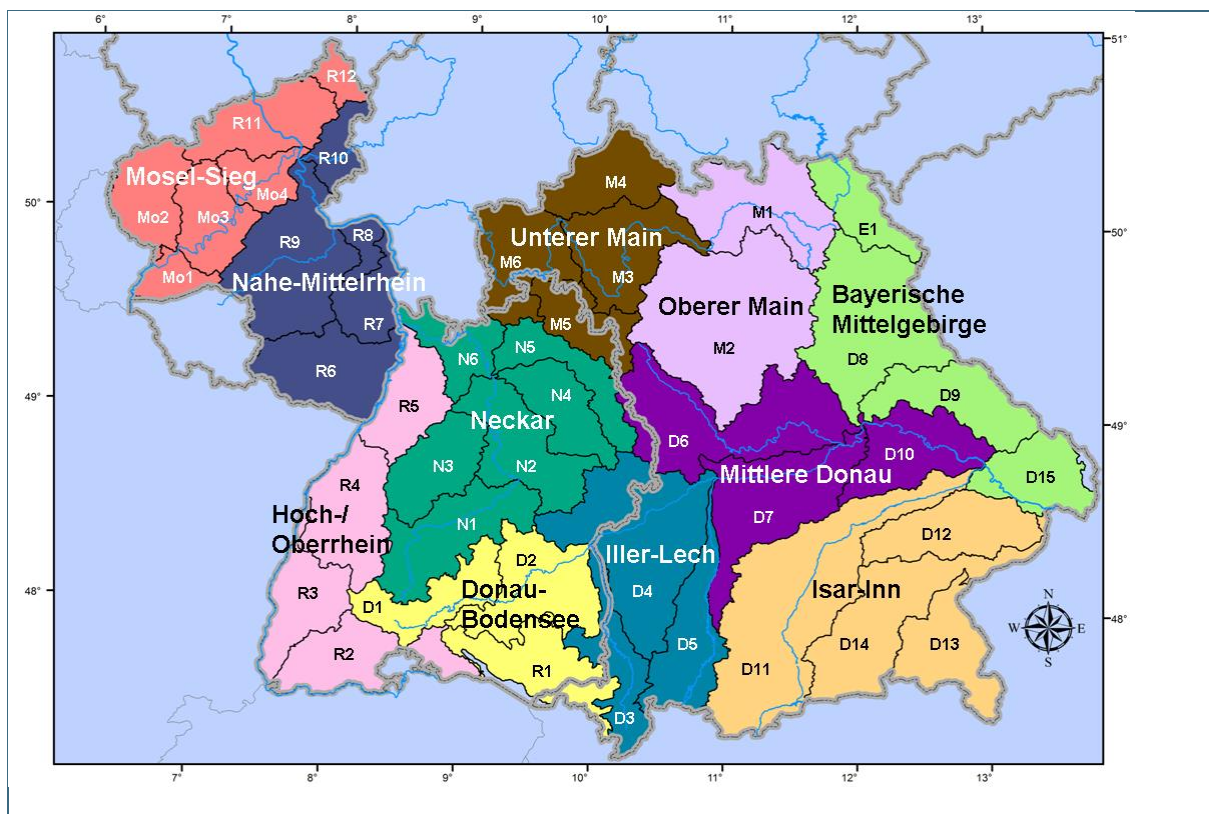 6° 7° 8° 9° 10° 11° 12° 13°
51°
51°
R12
R11
R10
Mosel-Sieg
Mo4
Mo2
Mo3
Mo1
50°
50°
M4
M1
E1
R9
R8
Unterer Main
M6
M3
Nahe-Mittelrhein
Oberer Main
Bayerische
Mittelgebirge
R7
M5
M2
D8
R6
N6
N5
49°
49°
R5
N4
D9
Neckar
D6
D10
N3
N2
Mittlere Donau
D15
R4
Hoch-/
Oberrhein
N1
D7
D12
D2
Iller-Lech
48°
48°
R3
D1
Donau-
Bodensee
D4
Isar-Inn
N
W E
S
R2
R1
D5
D11
D14
D13
D3
7° 8° 9° 10° 11° 12° 13°